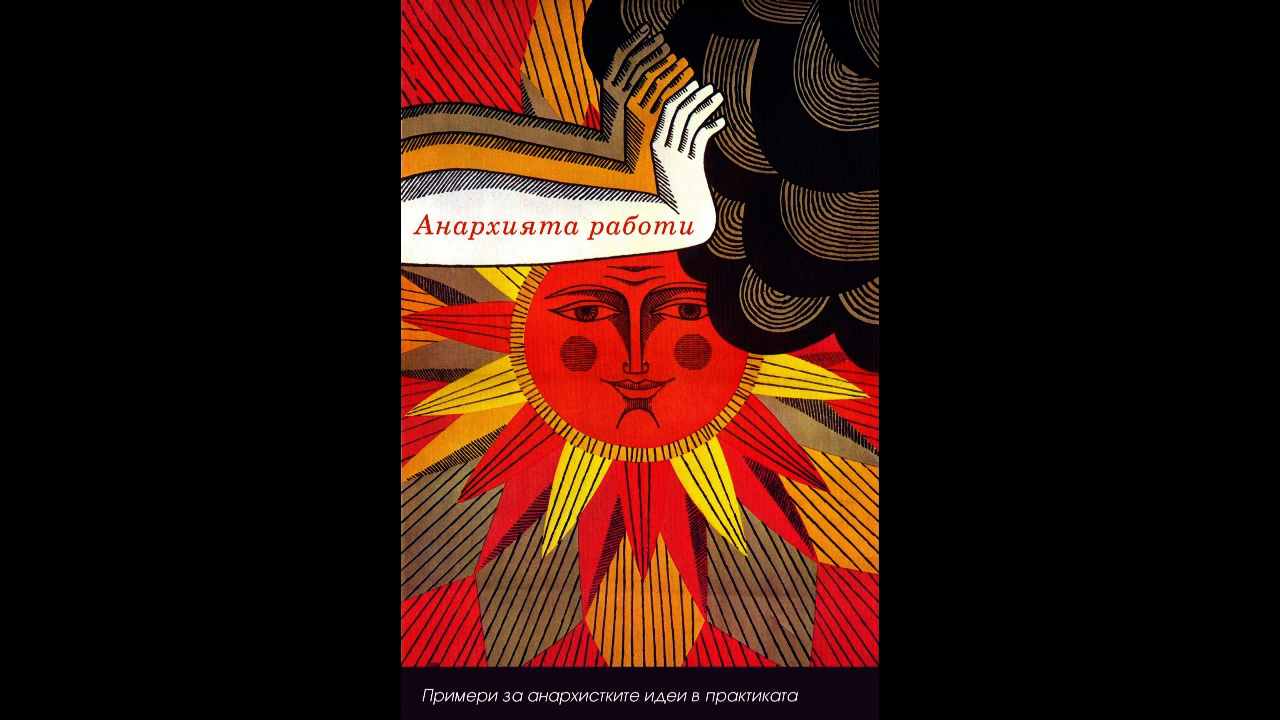 Анархията работи
Примери за анархистките идеи в практиката